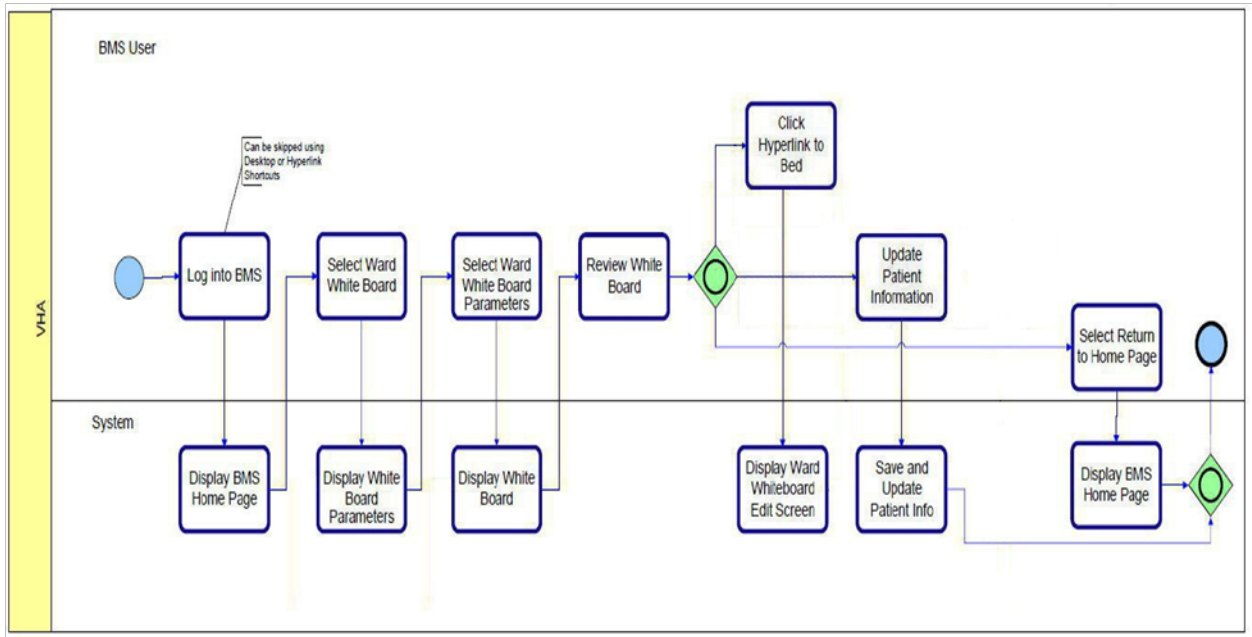 VHA
BMS User
Can be skipped using
Desktop or Hyperlink
Shortcuts
Log into BMS
Select Ward
White Board
Select Ward
White Board
Parameters
Review White
Board
Click
Hyperlink to
Bed
Update
Patient
Information
Select Return
to Home Page
System
Display BMS
Home Page
Display White
Board
Parameters
Display White
Board
Display Ward
Whiteboard
Edit Screen
Save and
Update
Patient Info
Display BMS
Home Page